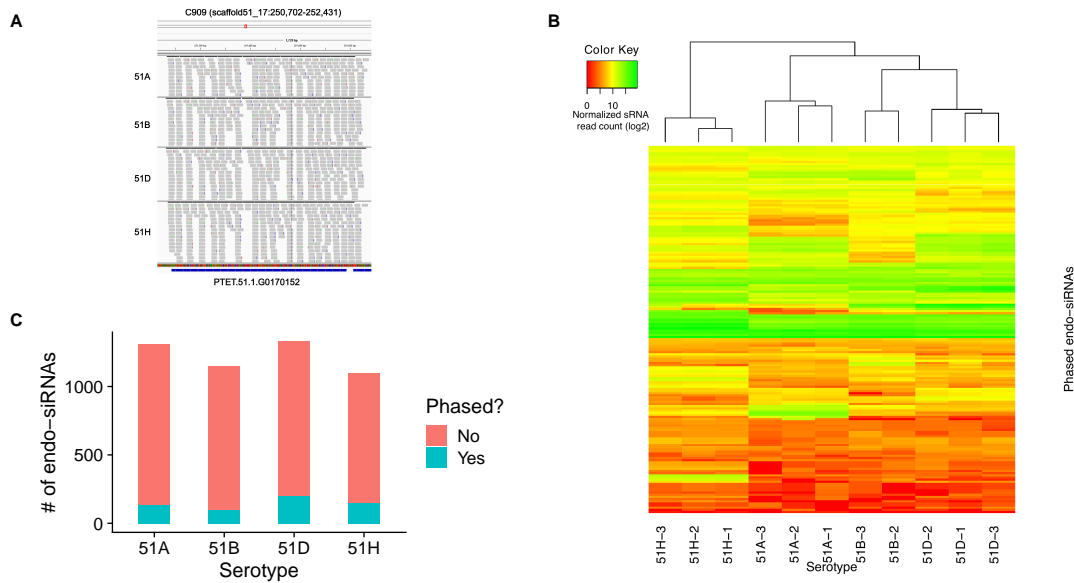 A
C909 (scaffold51_17:250,702-252,431)
51A
51B
51D
51H
PTET.51.1.G0170152
B
Color Key
0 10
Normalized sRNA
read count (log2)
Phased endo−siRNAs
51H−3 51H−2 51H−1 51A−3 51A−2 51A−1 51B−3 51B−2 51D−2 51D−1 51D−3
Serotype
C
# of endo−siRNAs
1000
500
0
51A 51B 51D 51H
Serotype
Phased?
No
Yes